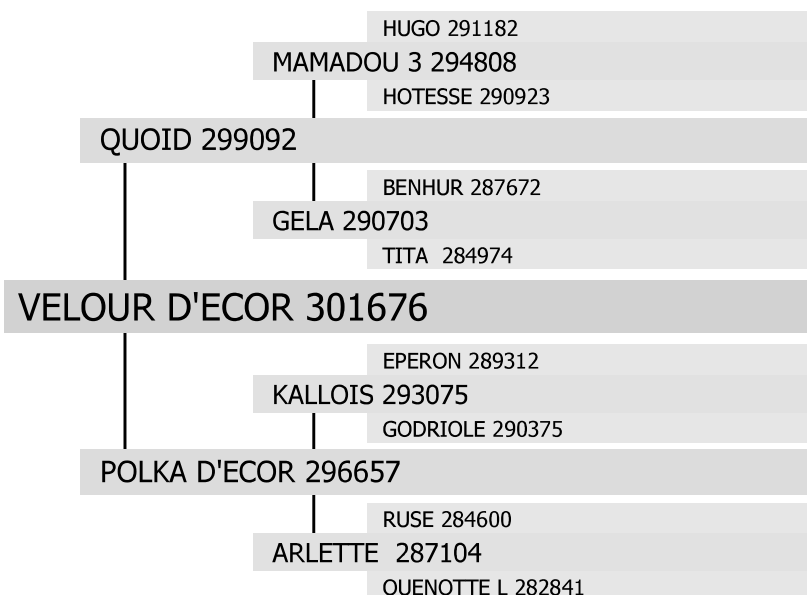 HUGO 291182
MAMADOU 3 294808
HOTESSE 290923
QUOID 299092
BENHUR 287672
GELA 290703
TITA  284974
VELOUR D'ECOR 301676
EPERON 289312
KALLOIS 293075
GODRIOLE 290375
POLKA D'ECOR 296657
RUSE 284600
ARLETTE  287104
QUENOTTE L 282841